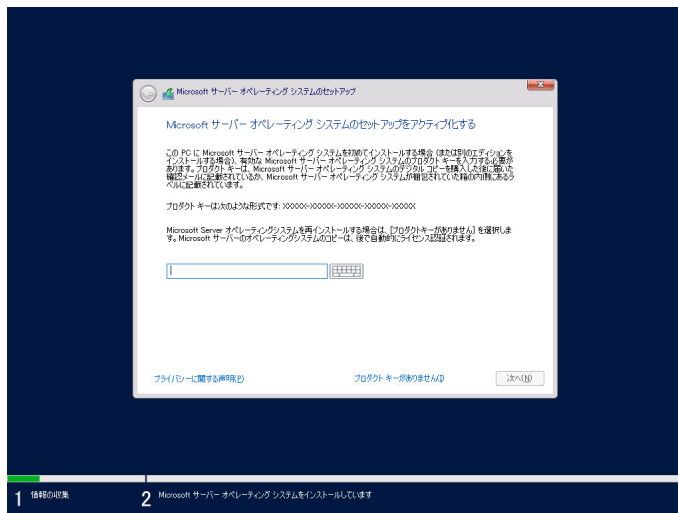 Microsoft サーバー オペレーティング システムのセットアップ
Microsoft サーバー オペレーティング システムのセットアップをアクティブ化する
この PC に Microsoft サーバー オペレーティング システムを初めてインストールする場合 (または別のエディションを
インストールする場合)、有効な Microsoft サーバー オペレーティング システムのプロダクト キーを入力する必要が
あります。プロダクト キーは、Microsoft サーバー オペレーティング システムのデジタル コピーを購入した後に届いた
確認メールに記載されているか、Microsoft サーバー オペレーティング システムが梱包されていた箱の内側にあるラ
ベルに記載されています。
プロダクト キーは次のような形式です: XXXXX-XXXXX-XXXXX-XXXXX-XXXXX
Microsoft Server オペレーティングシステムを再インストールする場合は、[プロダクトキーがありません] を選択しま
す。Microsoft サーバーのオペレーティングシステムのコピーは、後で自動的にライセンス認証されます。
プライバシーに関する声明(P)
プロダクト キーがありません(I)
次へ(N)
1 情報の収集
2 Microsoft サーバー オペレーティング システムをインストールしています